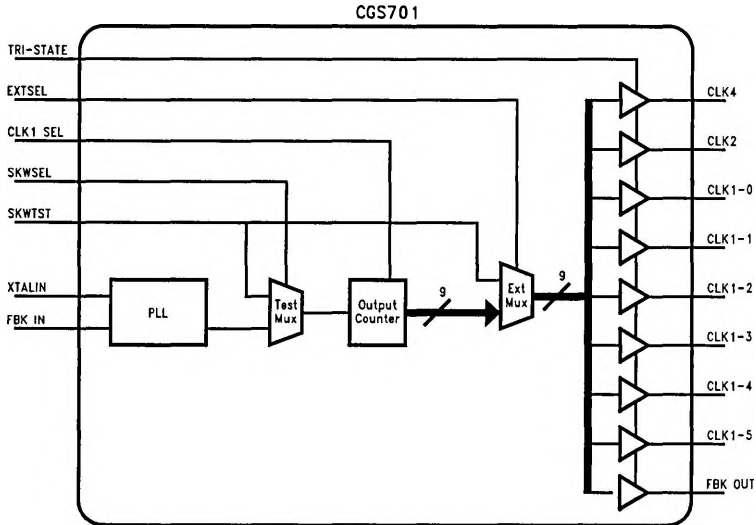 CGS701
TRI-STATE
EXTSEL
CLK1 SEL
SKWSEL
SKWTST
XTALIN
FBK IN
PLL
Test
Mux
Output
Counter
9
Ext
Mux
9
CLK4
CLK2
CLK1-0
CLK1-1
CLK1-2
CLK1-3
CLK1-4
CLK1-5
FBK OUT